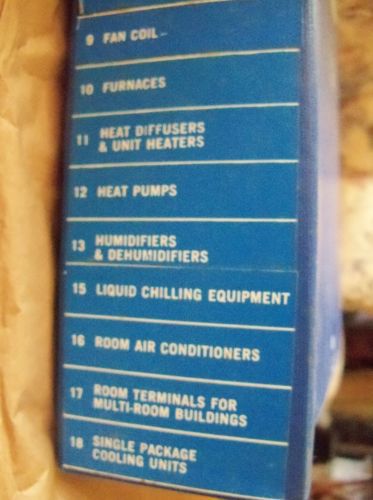 9 FAN COIL
10 FURNACES
11 HEAT DIFFUSERS
& UNIT HEATERS
12 HEAT PUMPS
13 HUMIDIFIERS
& DEHUMIDIFIERS
15 LIQUID CHILLING EQUIPMENT
16 ROOM AIR CONDITIONERS
17 ROOM TERMINALS FOR
MULTI-ROOM BUILDINGS
18 SINGLE PACKAGE
COOLING UNITS